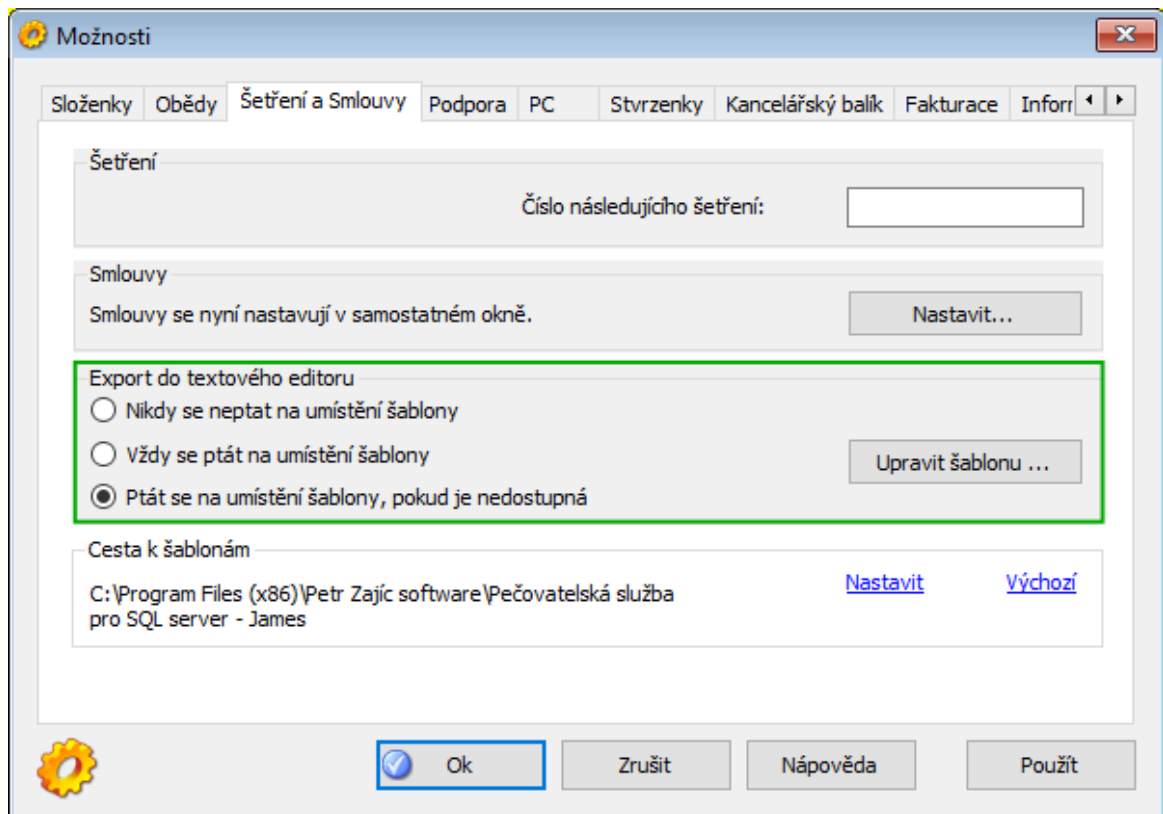 Možnosti
Složenky Obědy Šetření a Smlouvy Podpora PC Stvrzenky Kancelářský balík Fakturace Inforr
Šetření
Číslo následujícího šetření:
Smlouvy
Smlouvy se nyní nastavují v samostatném okně. Nastavit...
Export do textového editoru
Nikdy se neptat na umístění šablony
Vždy se ptát na umístění šablony
Upravit šablonu ...
Ptát se na umístění šablony, pokud je nedostupná
Cesta k šablonám
C:\Program Files (x86)\Petr Zajíc software\Pečovatelská služba Nastavit Výchozí
pro SQL server - James
Ok Zrušit Nápověda Použít